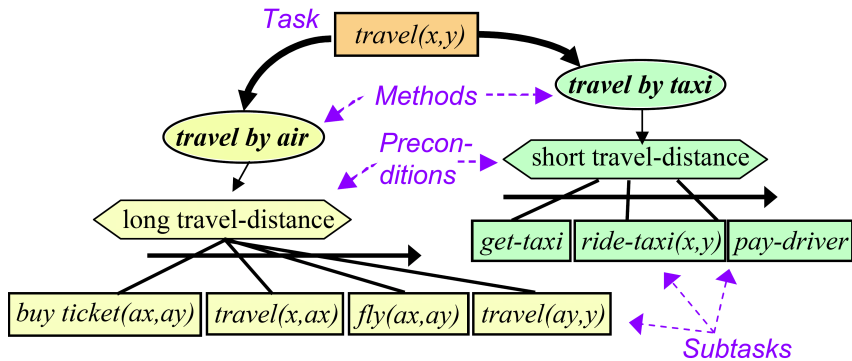 Task
travel(x,y)
travel by taxi
Methods
travel by air
Precon-
ditions
short travel-distance
long travel-distance
get-taxi
ride-taxi(x,y)
pay-driver
buy ticket(ax,ay)
travel(x,ax)
fly(ax,ay)
travel(ay,y)
Subtasks